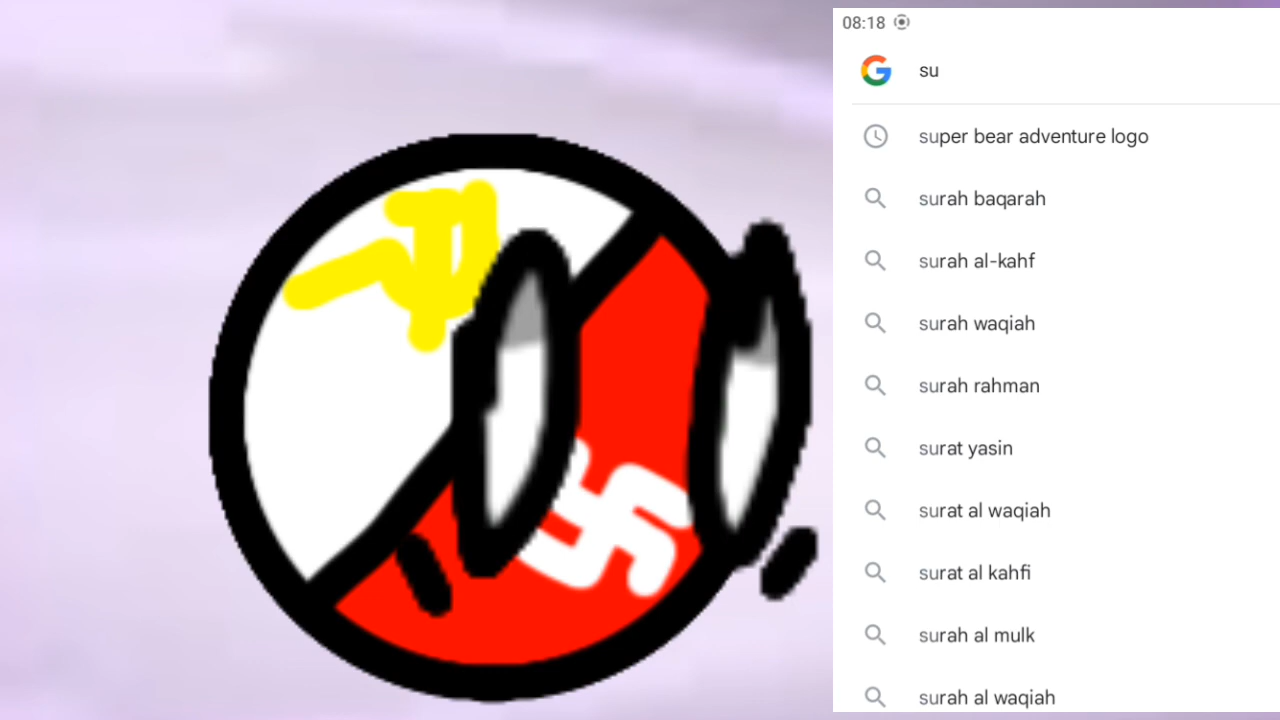 08:18
su
super bear adventure logo
surah baqarah
surah al-kahf
surah waqiah
surah rahman
surat yasin
surat al waqiah
surat al kahfi
surah al mulk
surah al waqiah